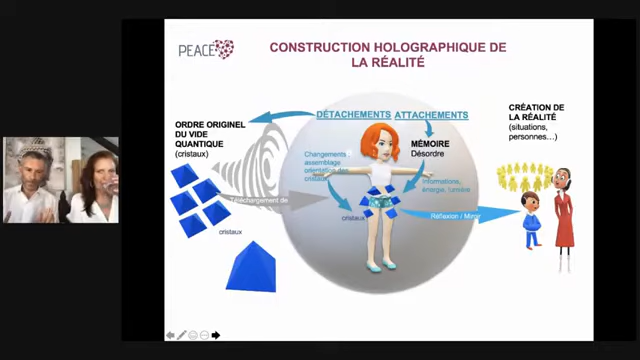 PEACE
CONSTRUCTION HOLOGRAPHIQUE DE
LA RÉALITÉ
DÉTACHEMENTS ATTACHEMENTS
ORDRE ORIGINEL
DU VIDE
QUANTIQUE
(cristaux)
CRÉATION DE
LA RÉALITÉ
(situations,
personnes...)
MÉMOIRE
Désordre
Changements :
assemblage
orientation des
cristaux
Informations,
énergie, lumière
Téléchargement de
cristaux
Réflexion / Miroir
cristaux